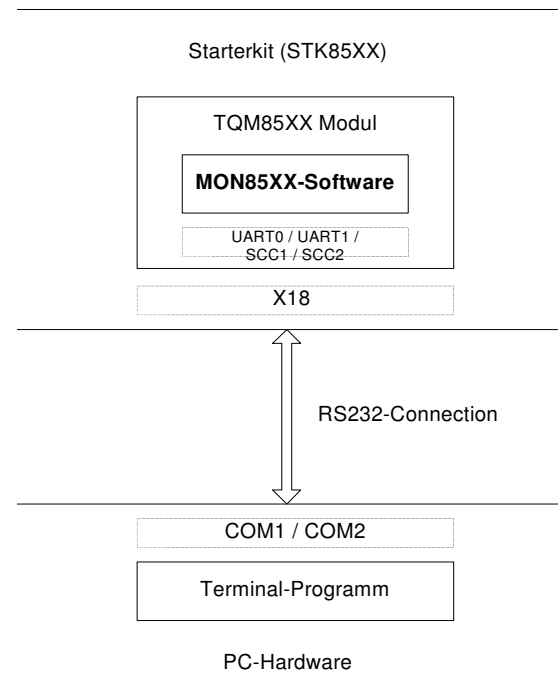 Starterkit (STK85XX)
TQM85XX Modul
MON85XX-Software
UART0 / UART1 /
SCC1 / SCC2
X18
RS232-Connection
COM1 / COM2
Terminal-Programm
PC-Hardware